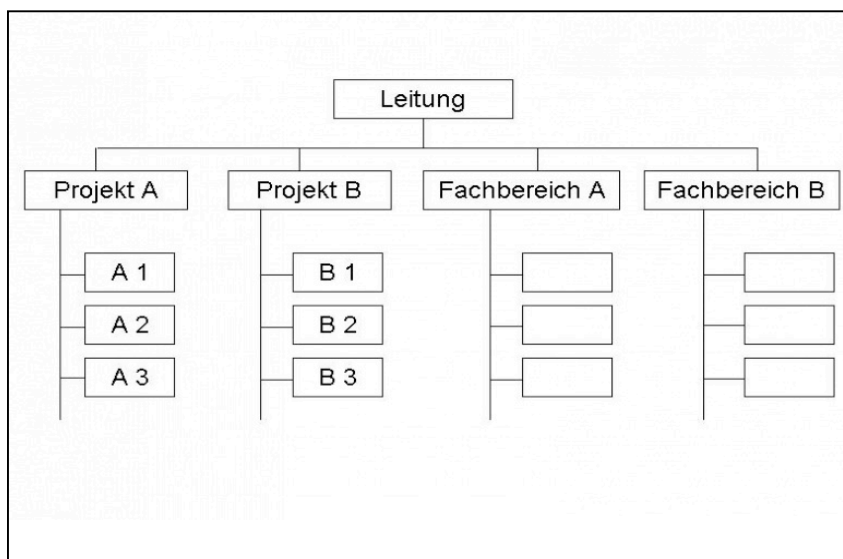 Leitung
Projekt A
Projekt B
Fachbereich A
Fachbereich B
A 1
B 1
A 2
B 2
A 3
B 3